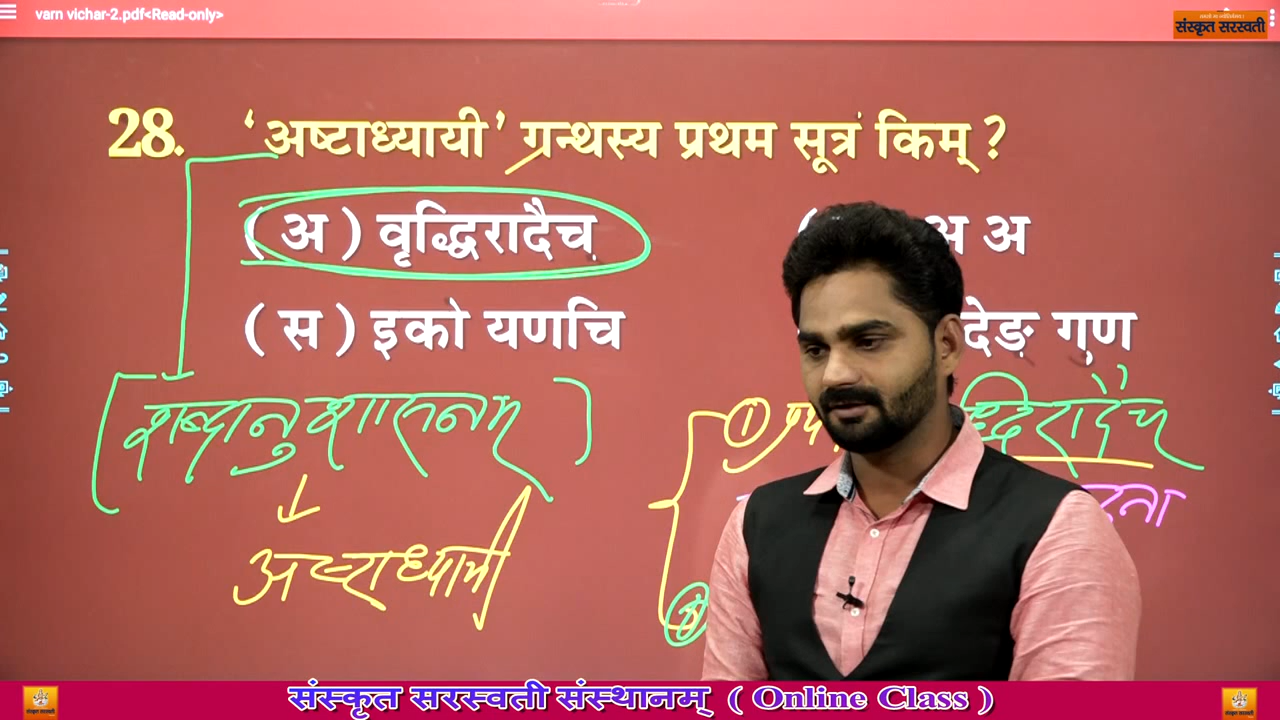 varn vichar-2.pdf<Read-only>
संस्कृत सरस्वती
28. ‘अष्टाध्यायी’ ग्रन्थस्य प्रथम सूत्रं किम् ?
( अ ) वृद्धिरादैच्
अ अ
( स ) इको यणचि
देङ् गुण
शब्दानुशासनम्
① प्र
द्धिरादैच्
अष्टाध्यायी
संस्कृत सरस्वती संस्थानम् ( Online Class )